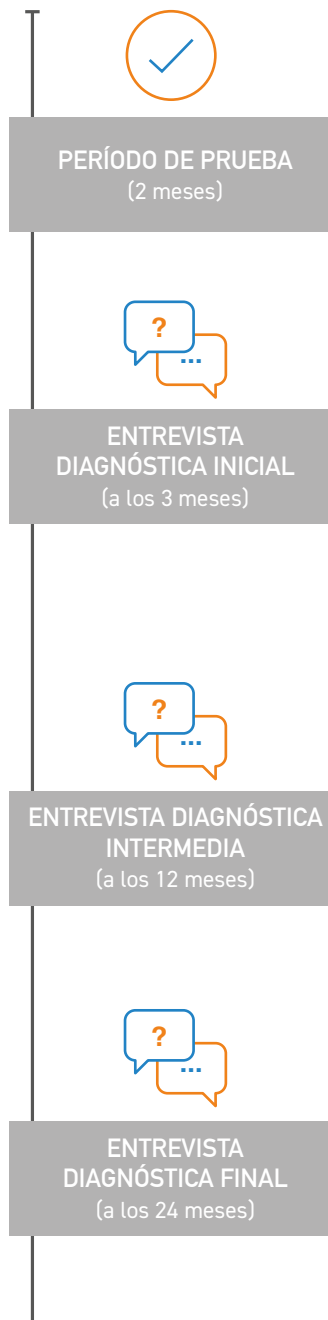 PERÍODO DE PRUEBA
(2 meses)
?
...
ENTREVISTA
DIAGNÓSTICA INICIAL
(a los 3 meses)
?
...
ENTREVISTA DIAGNÓSTICA
INTERMEDIA
(a los 12 meses)
?
...
ENTREVISTA
DIAGNÓSTICA FINAL
(a los 24 meses)